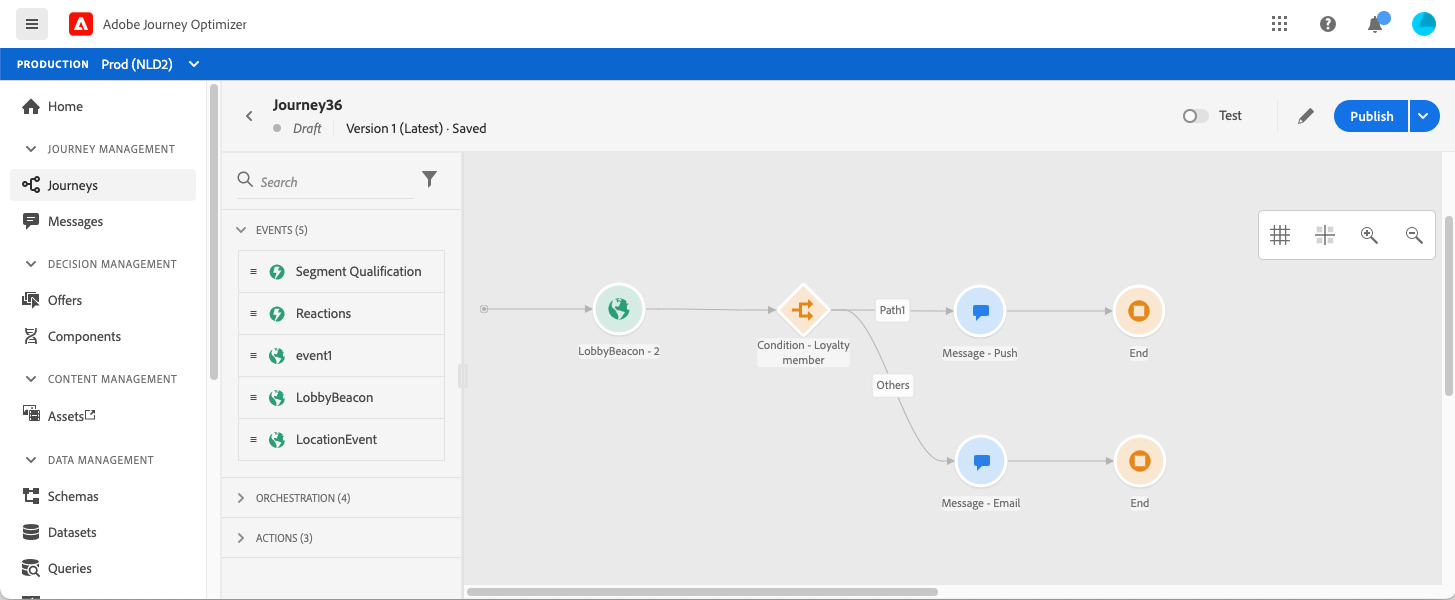 Adobe Journey Optimizer
PRODUCTION Prod (NLD2)
Home
JOURNEY MANAGEMENT
Journeys
Messages
DECISION MANAGEMENT
Offers
Components
CONTENT MANAGEMENT
Assets
DATA MANAGEMENT
Schemas
Datasets
Queries
Journey36
Draft Version 1 (Latest) · Saved
Test
Publish
Search
EVENTS (5)
Segment Qualification
Reactions
event1
LobbyBeacon
LocationEvent
ORCHESTRATION (4)
ACTIONS (3)
LobbyBeacon - 2
Condition - Loyalty
member
Path1
Message - Push
End
Others
Message - Email
End